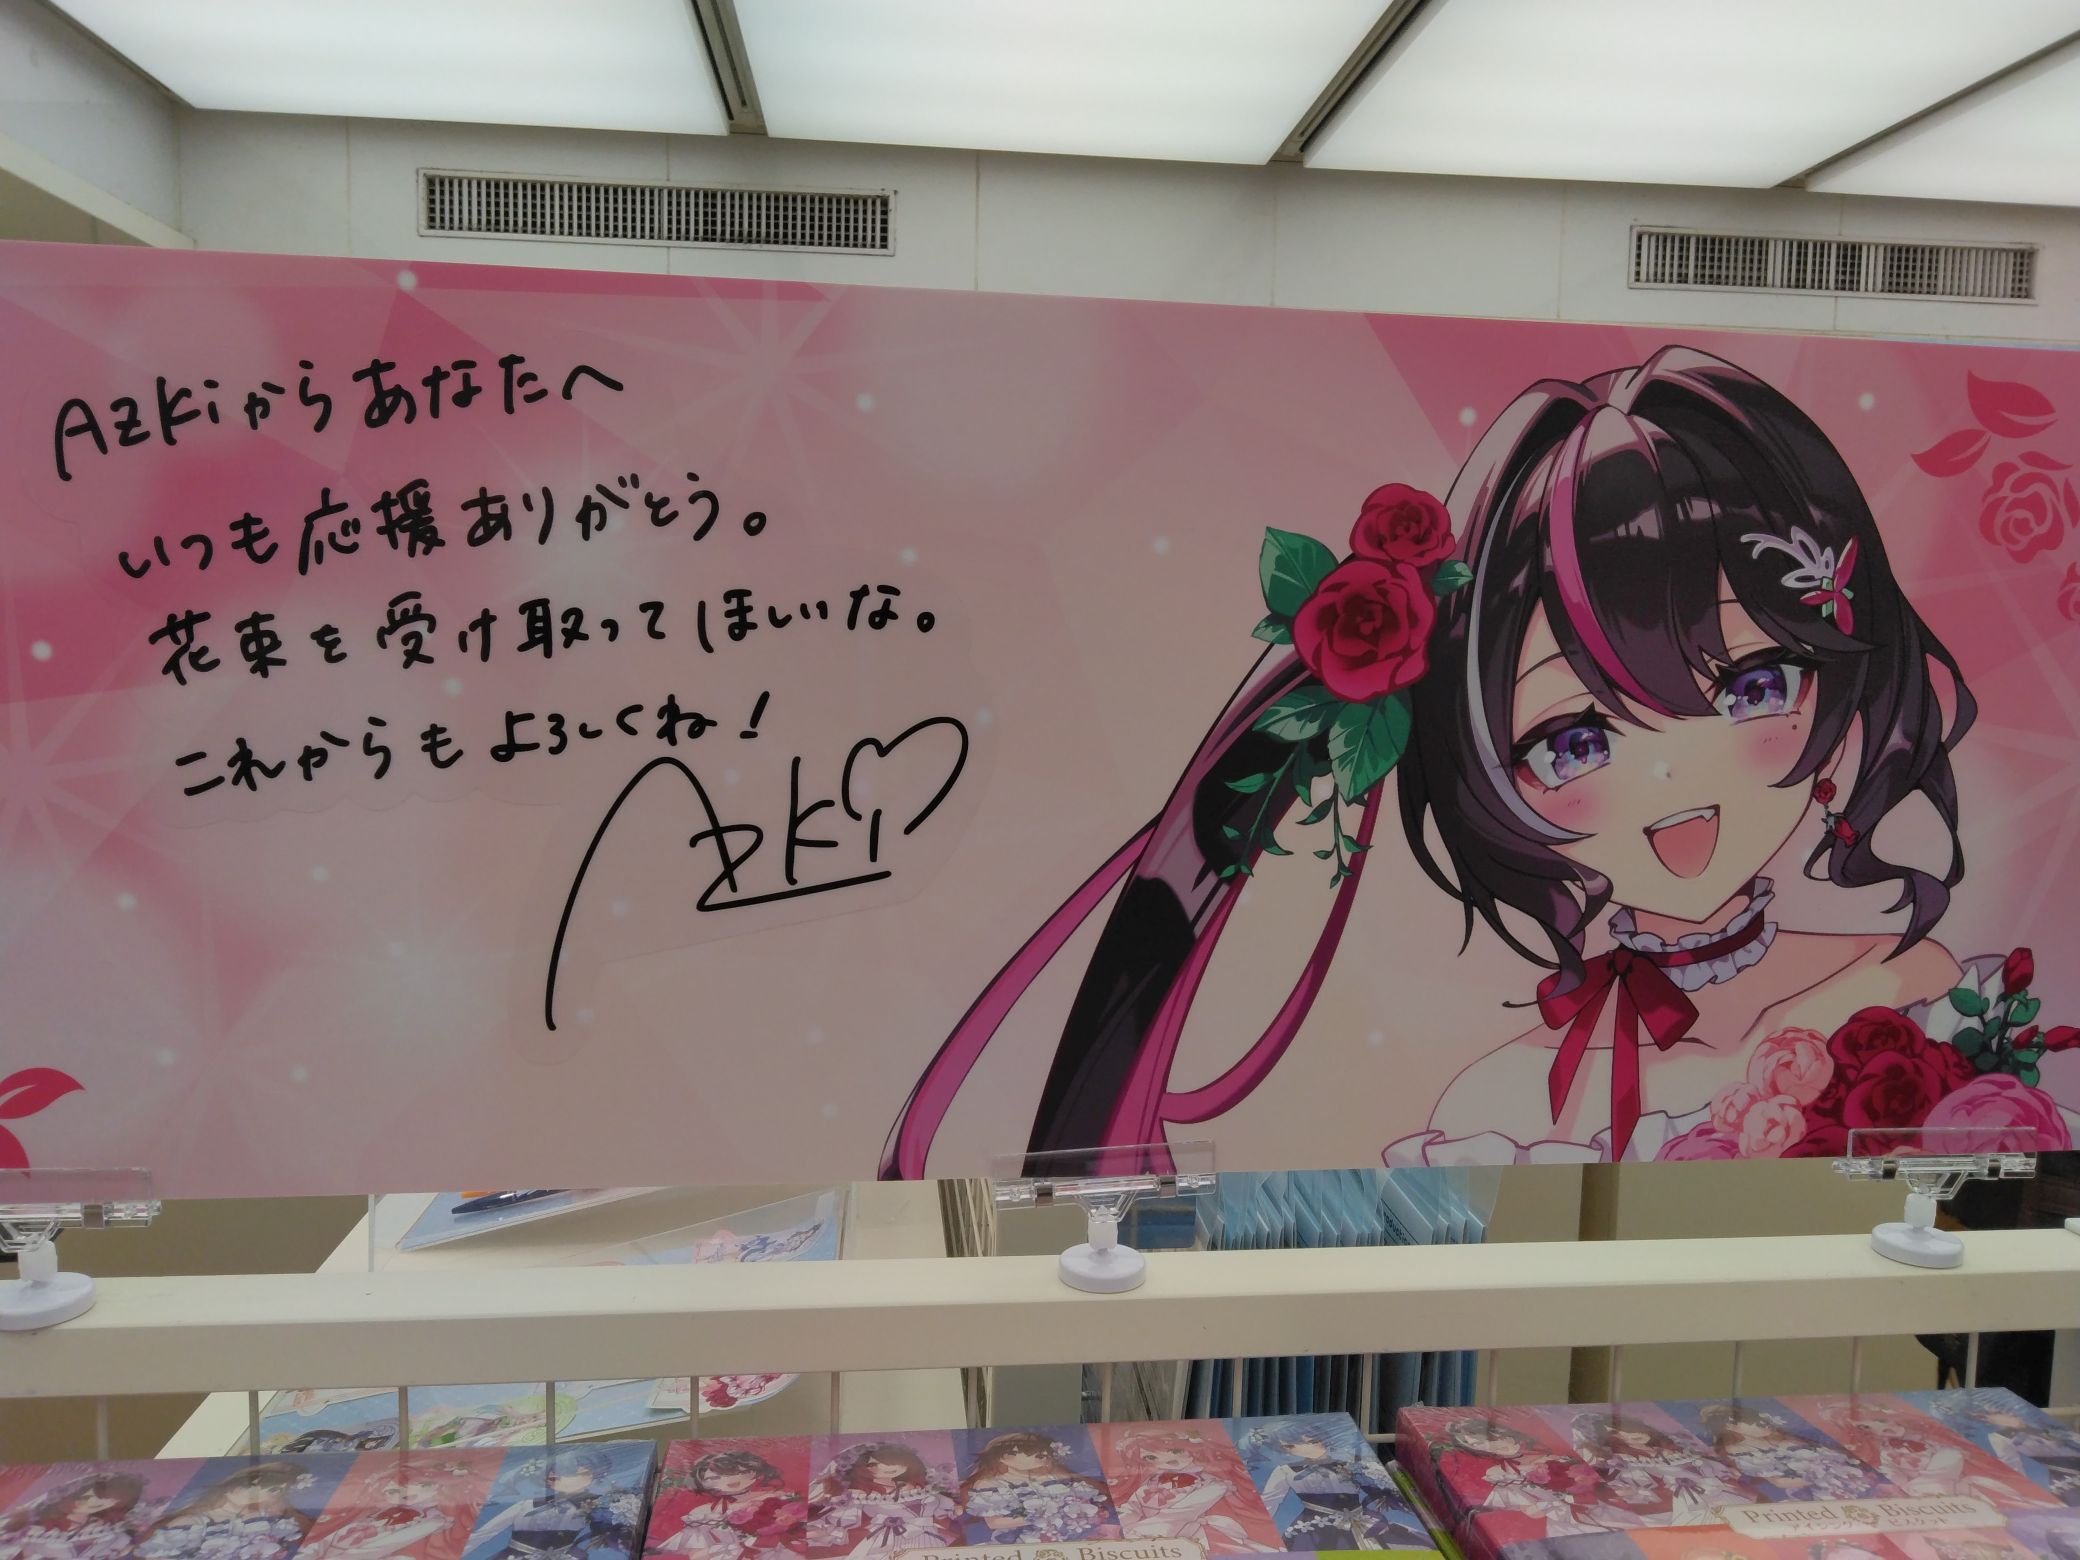 AZKiからあなたへ
いつも応援ありがとう。
花束を受け取ってほしいな。
これからもよろしくね!
AZKi
Printed Biscuits
Printed Biscuits